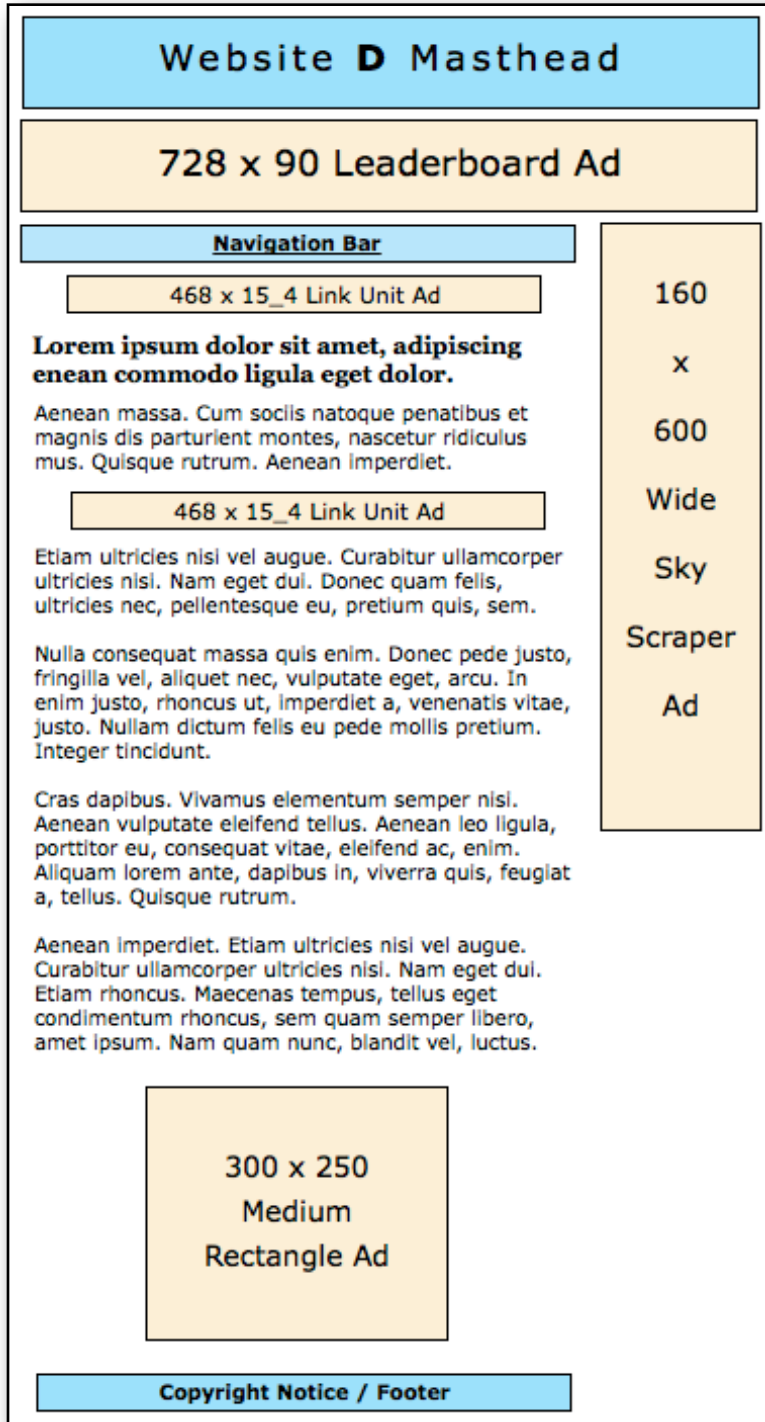 Website D Masthead
728 x 90 Leaderboard Ad
Navigation Bar
468 x 15_4 Link Unit Ad
Lorem ipsum dolor sit amet, adipiscing
enean commodo ligula eget dolor.
Aenean massa. Cum sociis natoque penatibus et
magnis dis parturient montes, nascetur ridiculus
mus. Quisque rutrum. Aenean imperdiet.
468 x 15_4 Link Unit Ad
Etiam ultricies nisi vel augue. Curabitur ullamcorper
ultricies nisi. Nam eget dui. Donec quam felis,
ultricies nec, pellentesque eu, pretium quis, sem.
Nulla consequat massa quis enim. Donec pede justo,
fringilla vel, aliquet nec, vulputate eget, arcu. In
enim justo, rhoncus ut, imperdiet a, venenatis vitae,
justo. Nullam dictum felis eu pede mollis pretium.
Integer tincidunt.
Cras dapibus. Vivamus elementum semper nisi.
Aenean vulputate eleifend tellus. Aenean leo ligula,
porttitor eu, consequat vitae, eleifend ac, enim.
Aliquam lorem ante, dapibus in, viverra quis, feugiat
a, tellus. Quisque rutrum.
Aenean imperdiet. Etiam ultricies nisi vel augue.
Curabitur ullamcorper ultricies nisi. Nam eget dui.
Etiam rhoncus. Maecenas tempus, tellus eget
condimentum rhoncus, sem quam semper libero,
amet ipsum. Nam quam nunc, blandit vel, luctus.
300 x 250
Medium
Rectangle Ad
Copyright Notice / Footer
160
x
600
Wide
Sky
Scraper
Ad